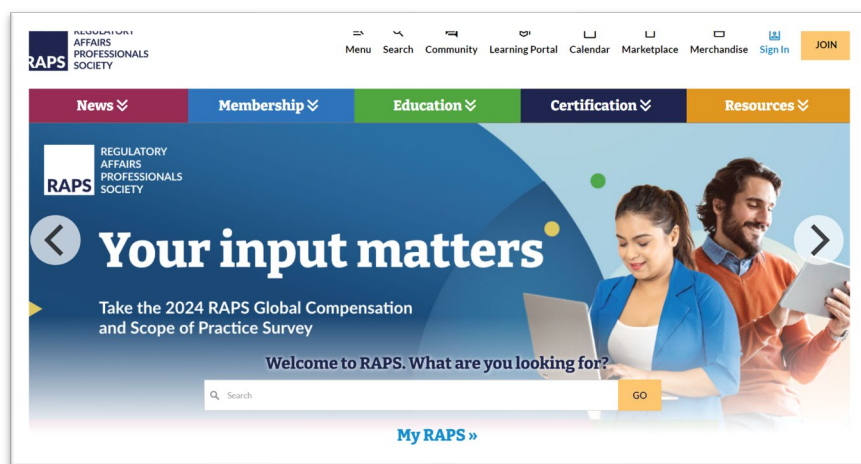 REGULATORY
AFFAIRS
PROFESSIONALS
SOCIETY
RAPS
Menu Search Community Learning Portal Calendar Marketplace Merchandise Sign In JOIN
News Membership Education Certification Resources
REGULATORY
AFFAIRS
PROFESSIONALS
SOCIETY
RAPS
Your input matters
Take the 2024 RAPS Global Compensation
and Scope of Practice Survey
Welcome to RAPS. What are you looking for?
Search GO
My RAPS »